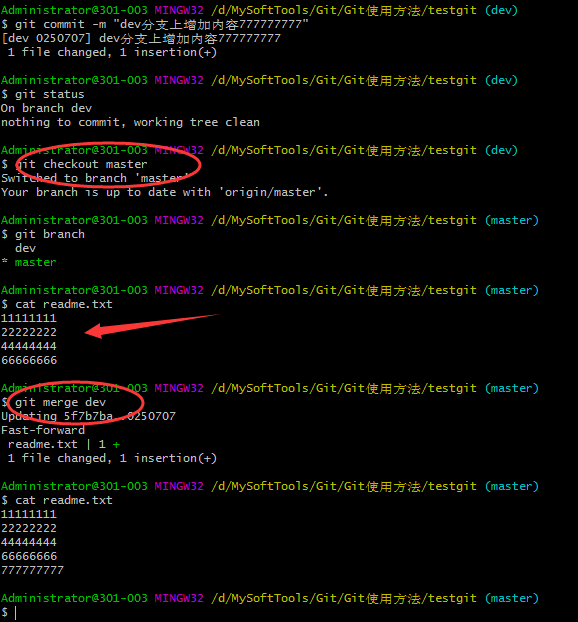 Administrator@301-003 MINGW32 /d/MySoftTools/Git/Git使用方法/testgit (dev)
$ git commit -m "dev分支上增加内容777777777"
[dev 0250707] dev分支上增加内容777777777
 1 file changed, 1 insertion(+)
Administrator@301-003 MINGW32 /d/MySoftTools/Git/Git使用方法/testgit (dev)
$ git status
On branch dev
nothing to commit, working tree clean
Administrator@301-003 MINGW32 /d/MySoftTools/Git/Git使用方法/testgit (dev)
$ git checkout master
Switched to branch 'master'
Your branch is up to date with 'origin/master'.
Administrator@301-003 MINGW32 /d/MySoftTools/Git/Git使用方法/testgit (master)
$ git branch
  dev
* master
Administrator@301-003 MINGW32 /d/MySoftTools/Git/Git使用方法/testgit (master)
$ cat readme.txt
11111111
22222222
44444444
66666666
Administrator@301-003 MINGW32 /d/MySoftTools/Git/Git使用方法/testgit (master)
$ git merge dev
Updating 5f7b7ba..0250707
Fast-forward
 readme.txt | 1 +
 1 file changed, 1 insertion(+)
Administrator@301-003 MINGW32 /d/MySoftTools/Git/Git使用方法/testgit (master)
$ cat readme.txt
11111111
22222222
44444444
66666666
777777777
Administrator@301-003 MINGW32 /d/MySoftTools/Git/Git使用方法/testgit (master)
$